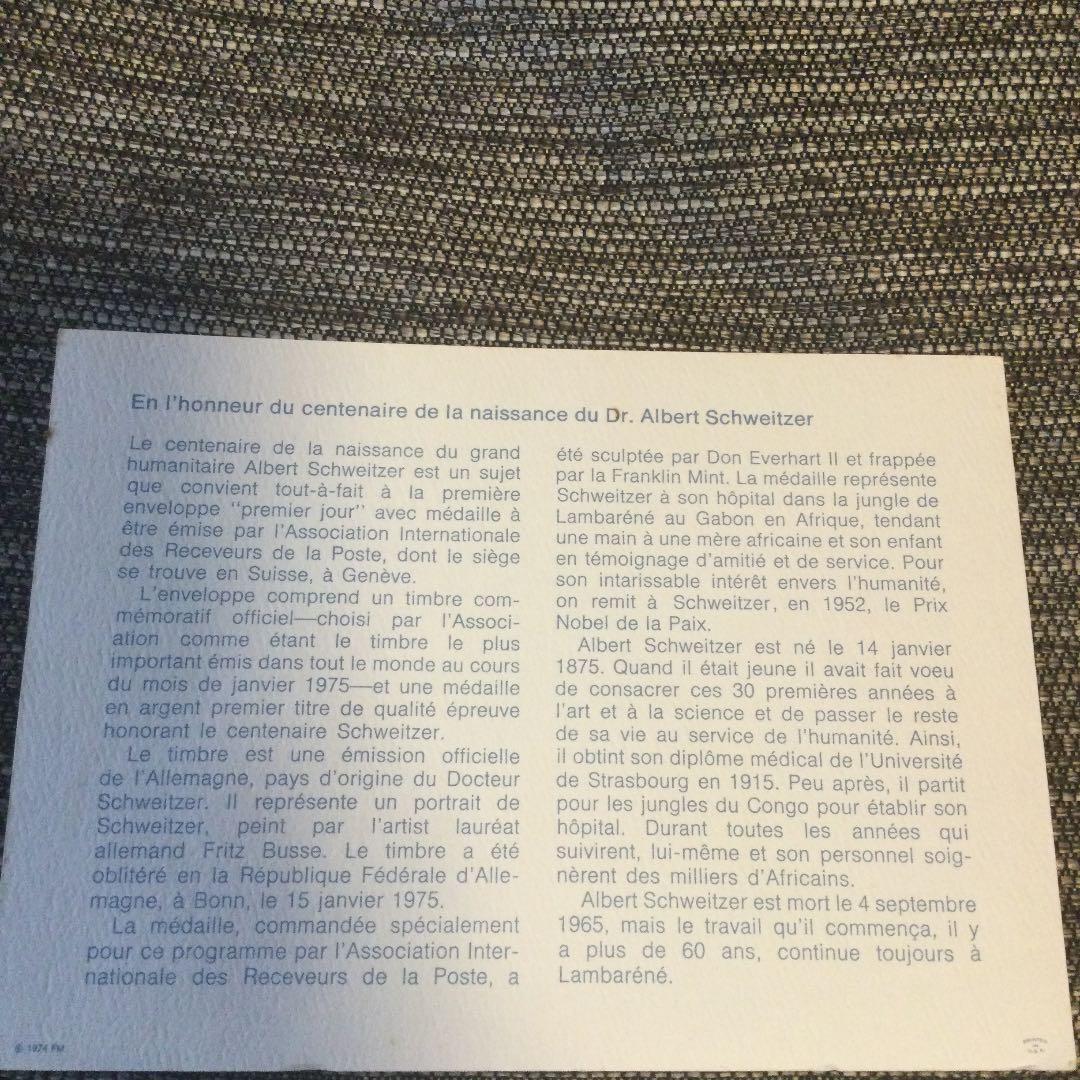 En l'honneur du centenaire de la naissance du Dr. Albert Schweitzer
Le centenaire de la naissance du grand
humanitaire Albert Schweitzer est un sujet
que convient tout-à-fait à la première
enveloppe "premier jour" avec médaille à
être émise par l'Association Internationale
des Receveurs de la Poste, dont le siège
se trouve en Suisse, à Genève.
L'enveloppe comprend un timbre com-
mémoratif officiel—choisi par l'Associ-
ation comme étant le timbre le plus
important émis dans tout le monde au cours
du mois de janvier 1975—et une médaille
en argent premier titre de qualité épreuve
honorant le centenaire Schweitzer.
Le timbre est une émission officielle
de l'Allemagne, pays d'origine du Docteur
Schweitzer. Il représente un portrait de
Schweitzer, peint par l'artist lauréat
allemand Fritz Busse. Le timbre a été
oblitéré en la République Fédérale d'Alle-
magne, à Bonn, le 15 janvier 1975.
La médaille, commandée spécialement
pour ce programme par l'Association Inter-
nationale des Receveurs de la Poste, a
été sculptée par Don Everhart II et frappée
par la Franklin Mint. La médaille représente
Schweitzer à son hôpital dans la jungle de
Lambaréné au Gabon en Afrique, tendant
une main à une mère africaine et son enfant
en témoignage d'amitié et de service. Pour
son intarissable intérêt envers l'humanité,
on remit à Schweitzer, en 1952, le Prix
Nobel de la Paix.
Albert Schweitzer est né le 14 janvier
1875. Quand il était jeune il avait fait voeu
de consacrer ces 30 premières années à
l'art et à la science et de passer le reste
de sa vie au service de l'humanité. Ainsi,
il obtint son diplôme médical de l'Université
de Strasbourg en 1915. Peu après, il partit
pour les jungles du Congo pour établir son
hôpital. Durant toutes les années qui
suivirent, lui-même et son personnel soig-
nèrent des milliers d'Africains.
Albert Schweitzer est mort le 4 septembre
1965, mais le travail qu'il commença, il y
a plus de 60 ans, continue toujours à
Lambaréné.
© 1974 FM
PRINTED
IN
U.S.A.